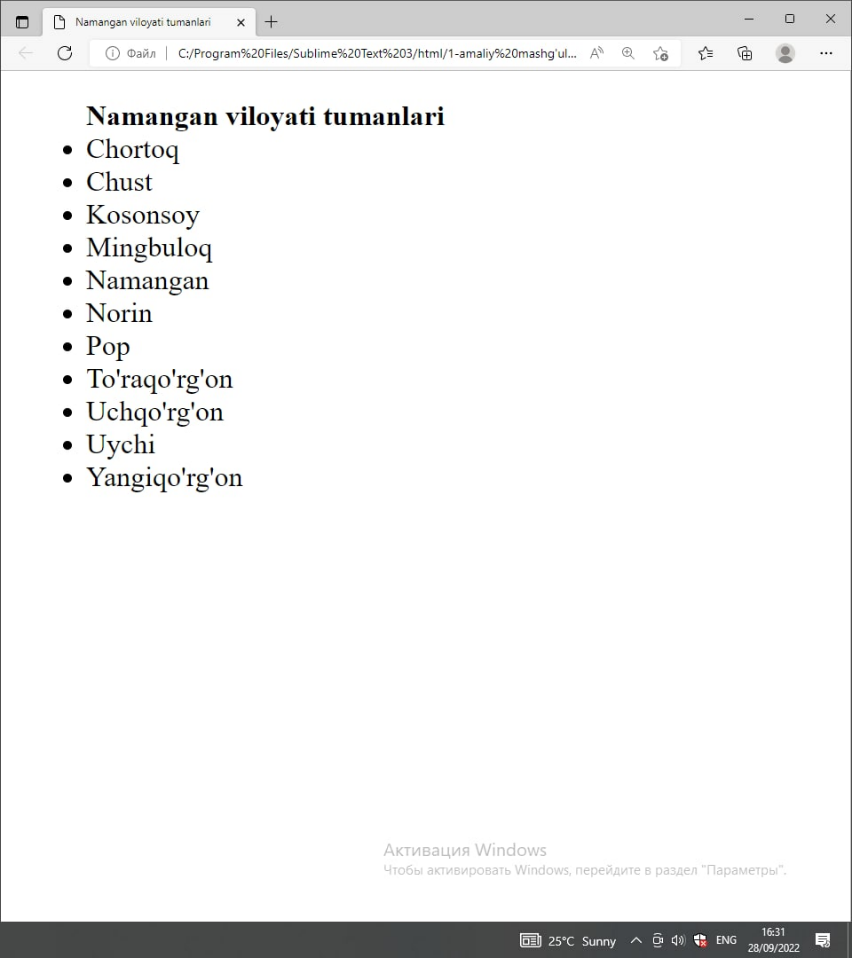 Namangan viloyati tumanlari
Файл
C:/Program%20Files/Sublime%20Text%203/html/1-amaliy%20mashg'ul...
Namangan viloyati tumanlari
Chortoq
Chust
Kosonsoy
Mingbuloq
Namangan
Norin
Pop
To'raqo'rg'on
Uchqo'rg'on
Uychi
Yangiqo'rg'on
Активация Windows
Чтобы активировать Windows, перейдите в раздел "Параметры".
25°C Sunny
ENG
16:31
28/09/2022